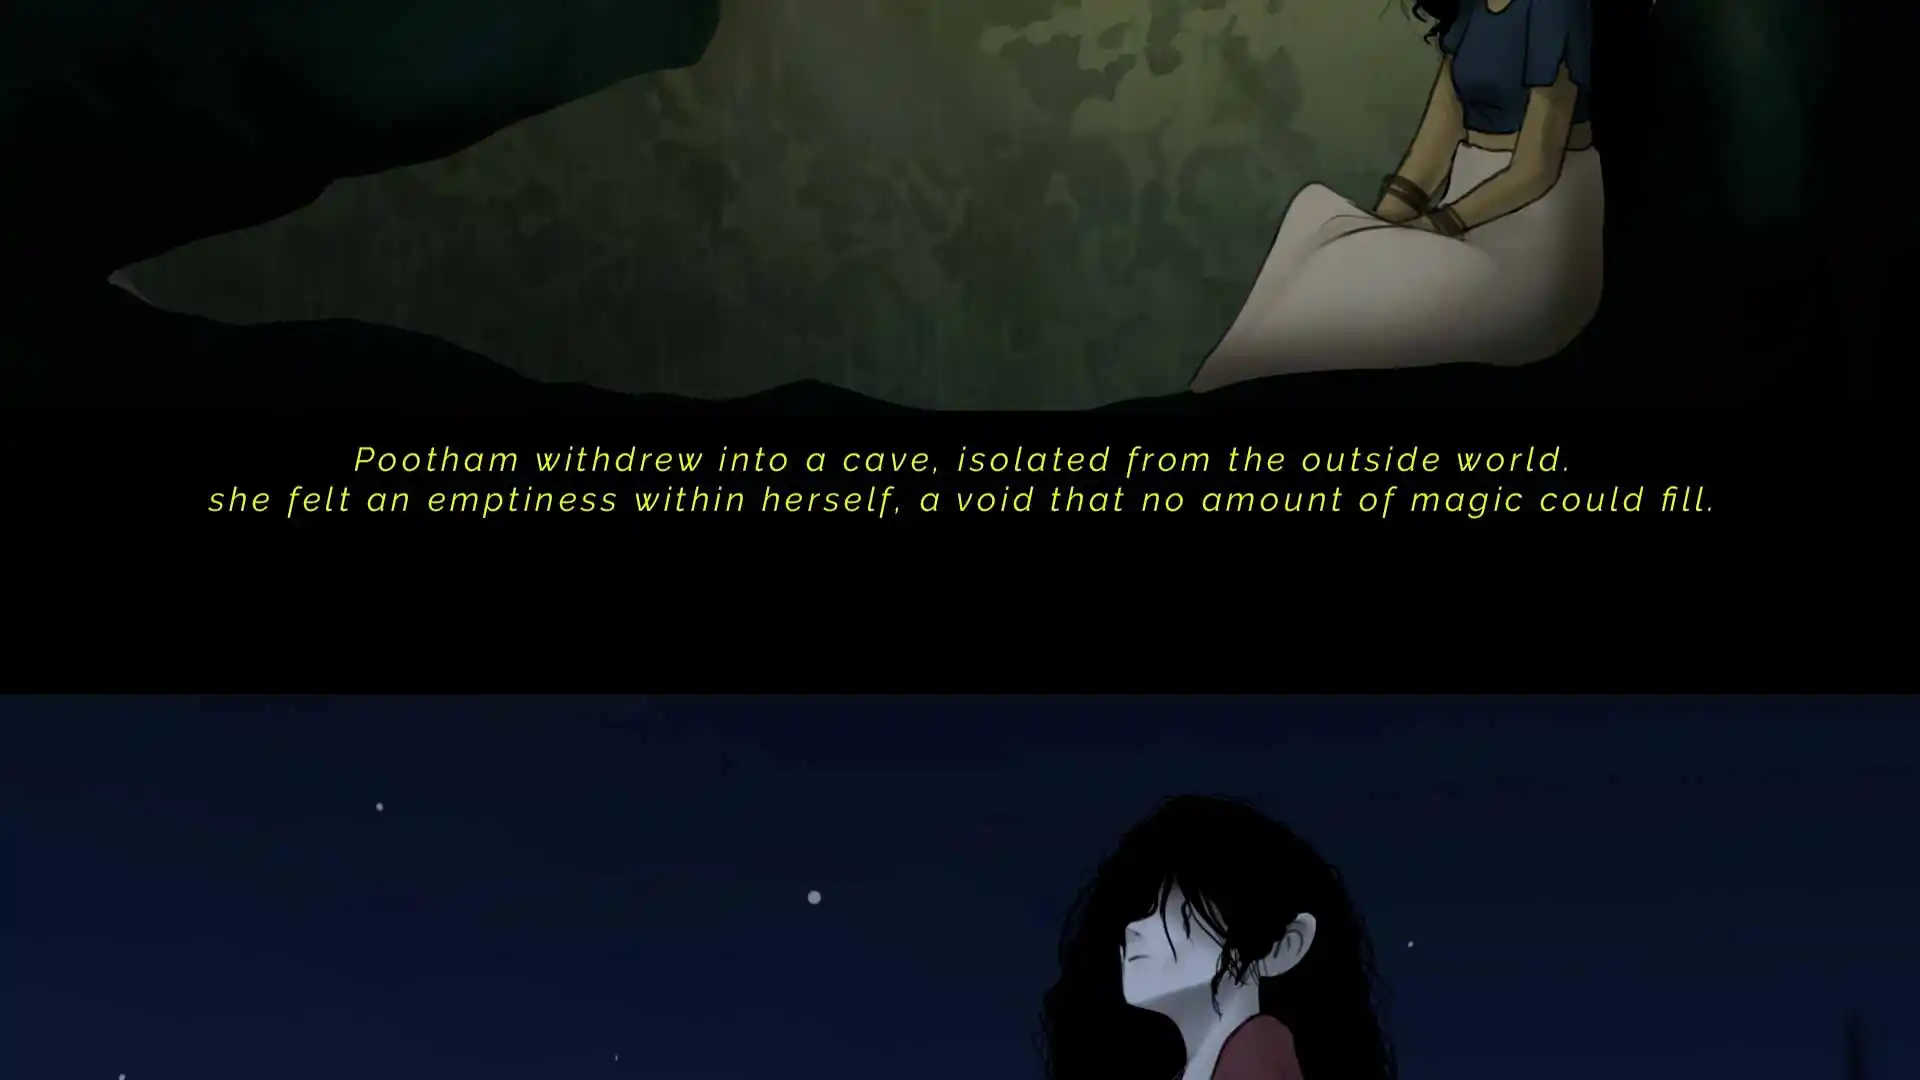 Pootham withdrew into a cave, isolated from the outside world.
she felt an emptiness within herself, a void that no amount of magic could fill.